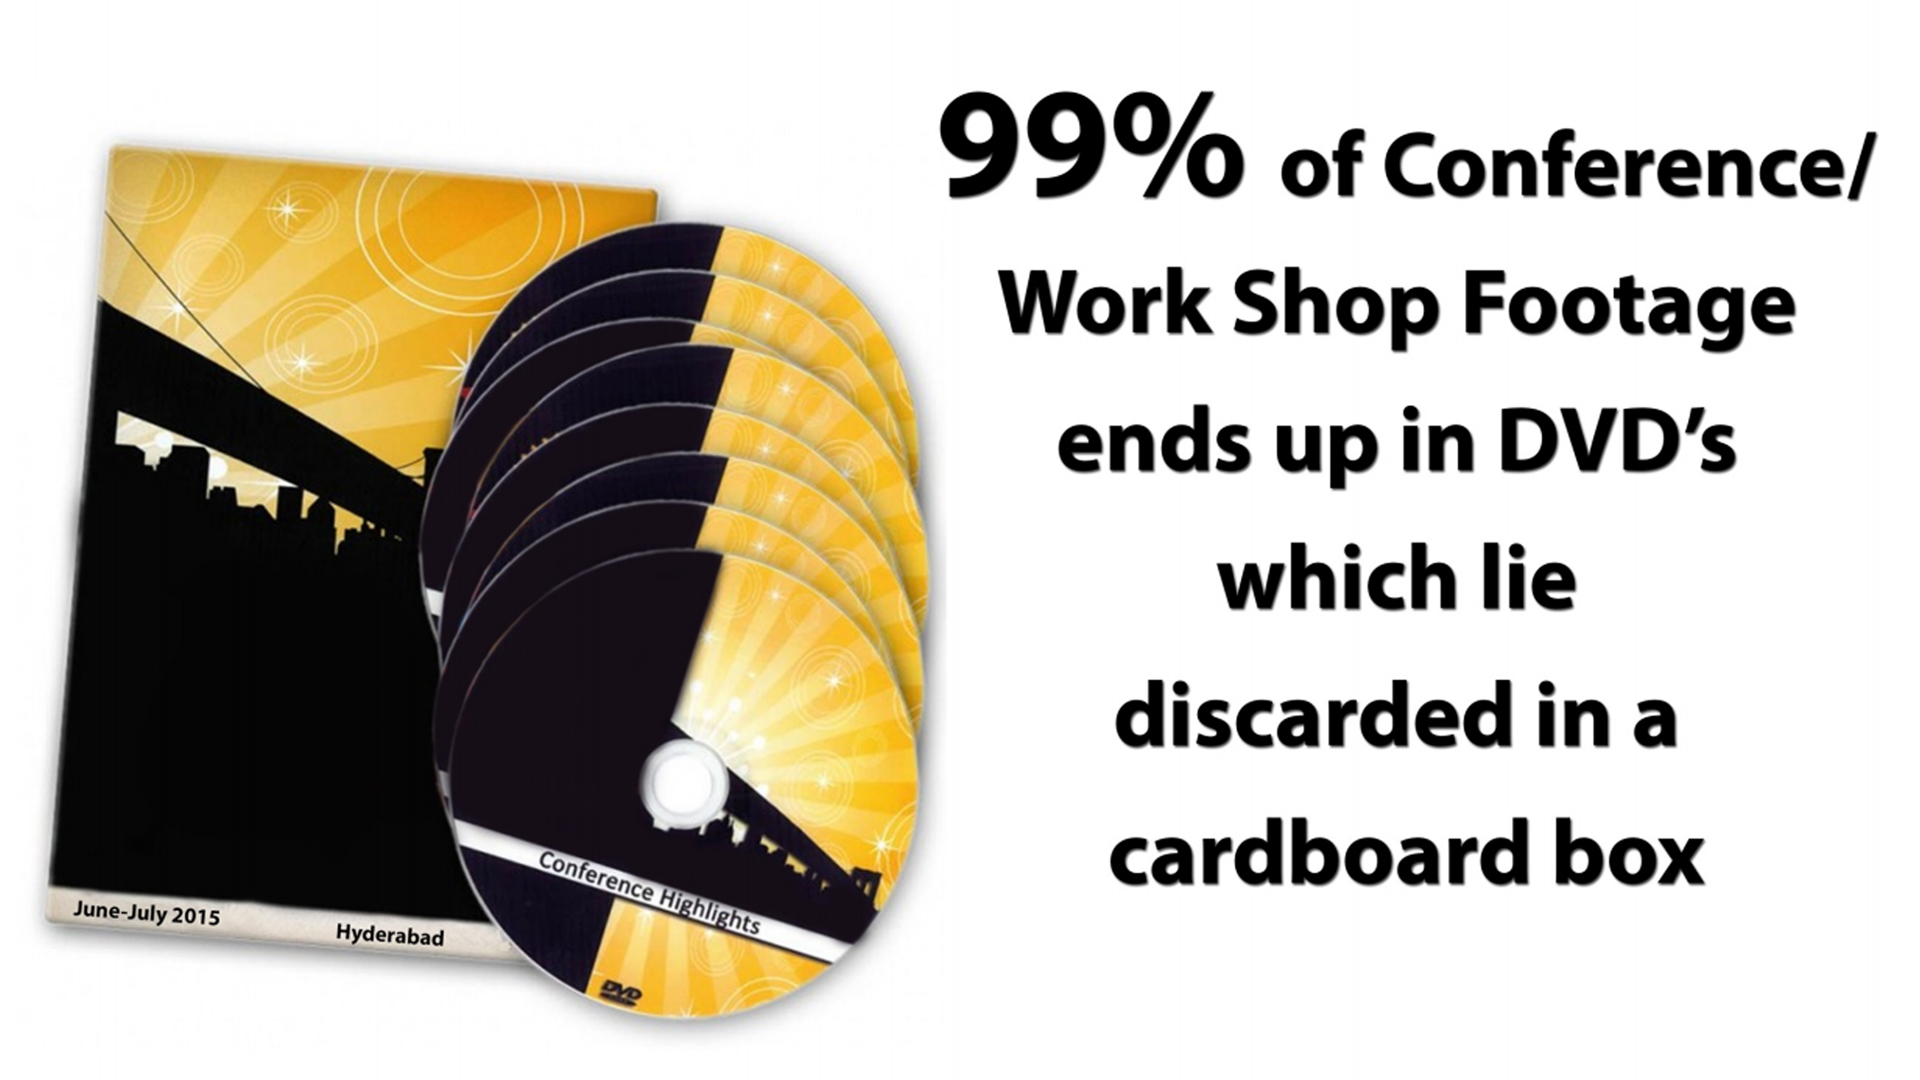 99% of Conference/
Work Shop Footage
ends up in DVD’s
which lie
discarded in a
cardboard box
Conference Highlights
DVD
June-July 2015
Hyderabad